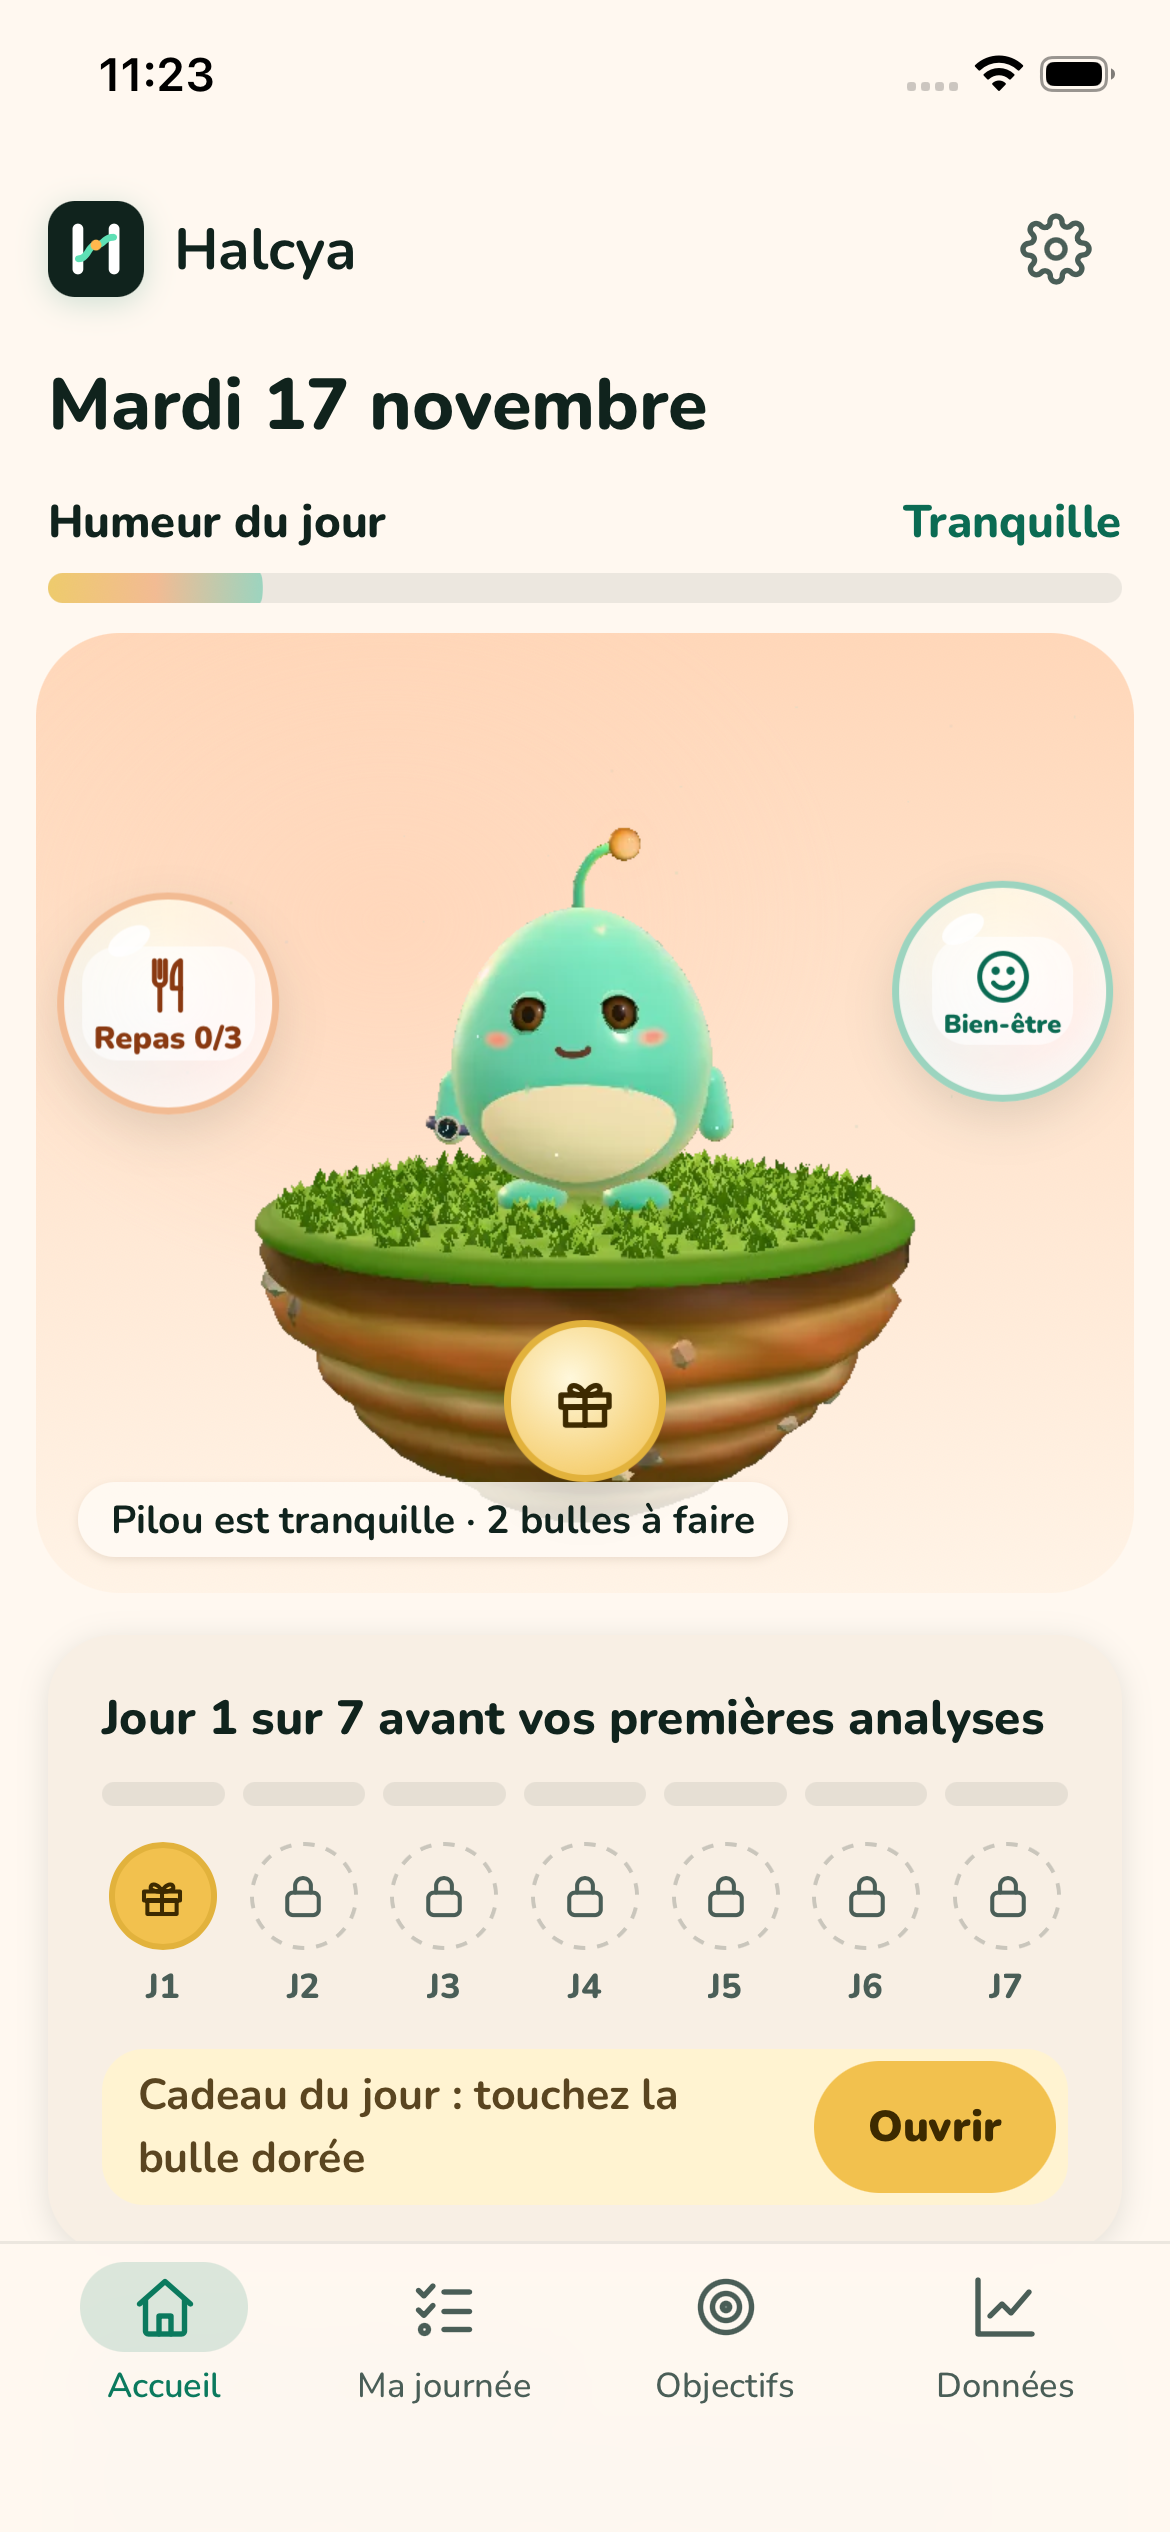 11:23
Halcya
Mardi 17 novembre
Humeur du jour
Tranquille
Repas 0/3
Bien-être
Pilou est tranquille · 2 bulles à faire
Jour 1 sur 7 avant vos premières analyses
J1
J2
J3
J4
J5
J6
J7
Cadeau du jour : touchez la
bulle dorée
Ouvrir
Accueil
Ma journée
Objectifs
Données